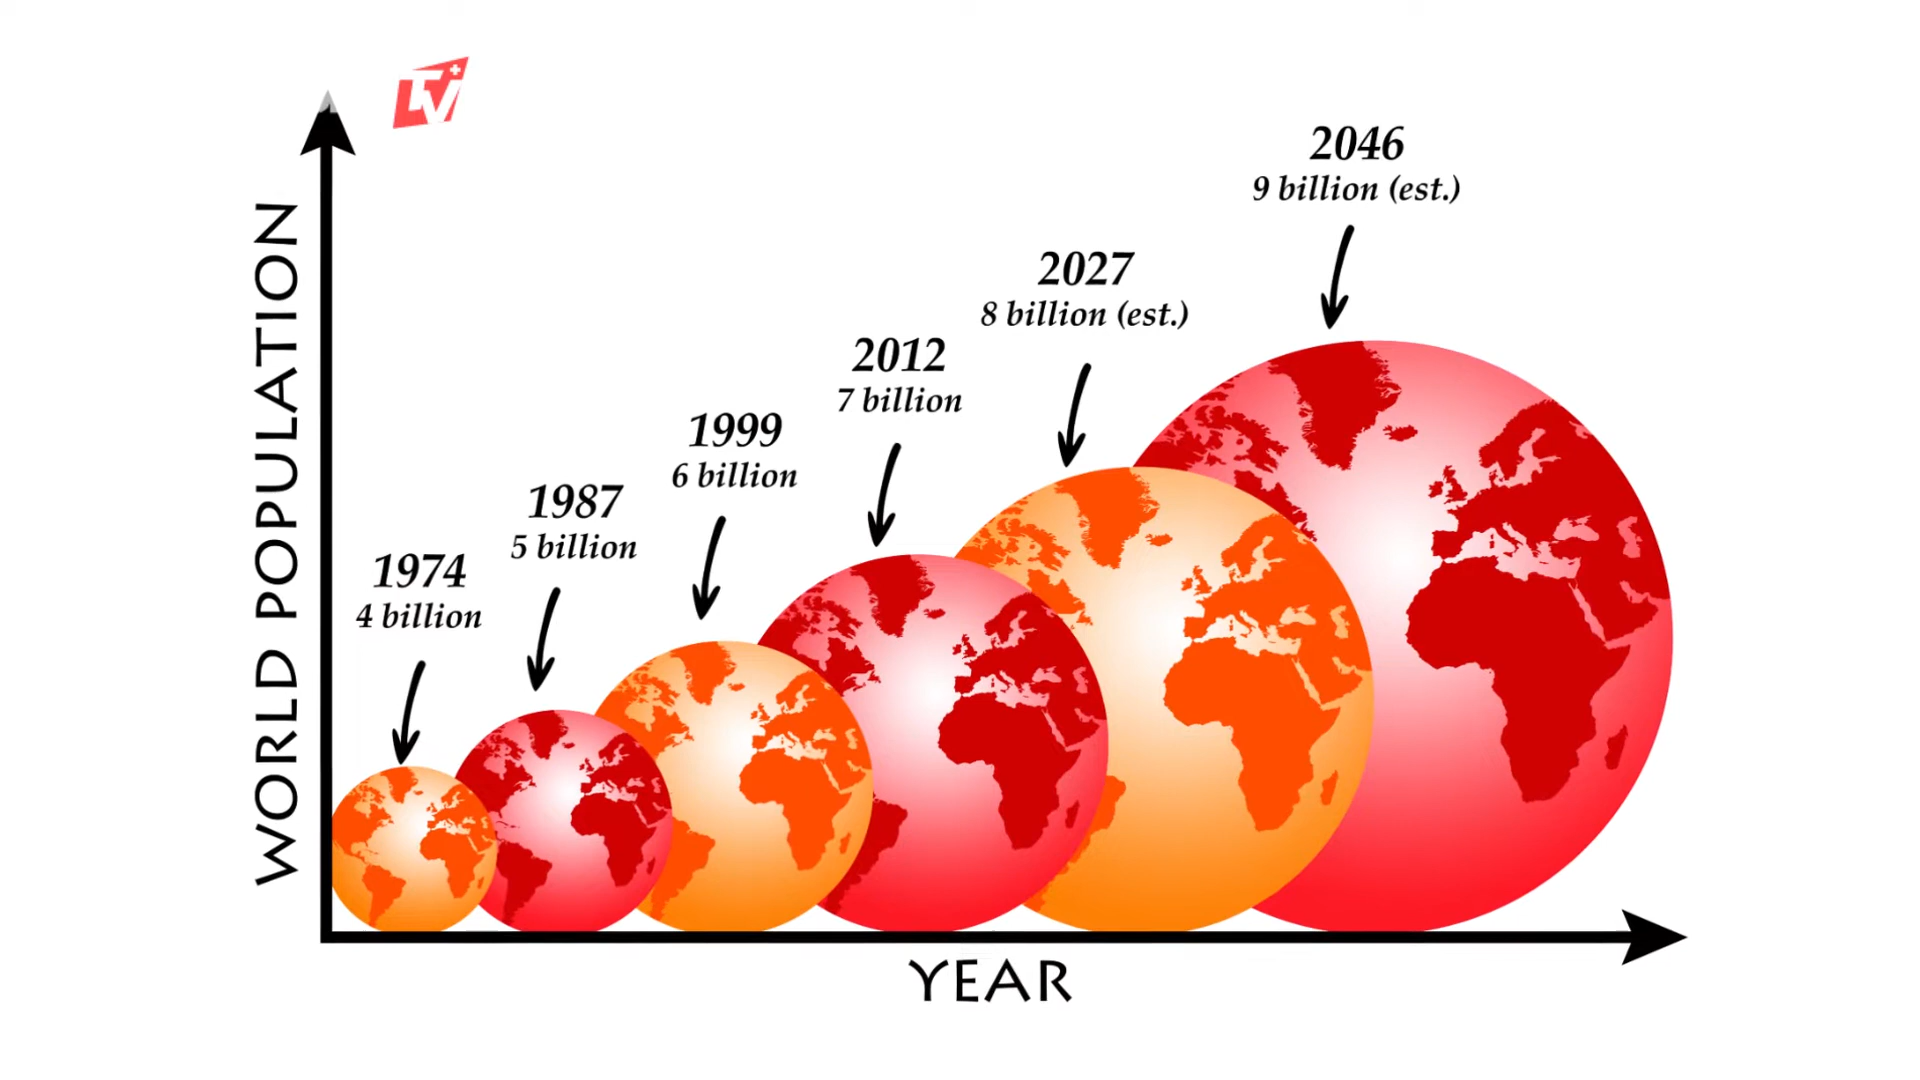 TV+
2046
9 billion (est.)
2027
8 billion (est.)
2012
7 billion
1999
6 billion
1987
5 billion
1974
4 billion
WORLD POPULATION
YEAR